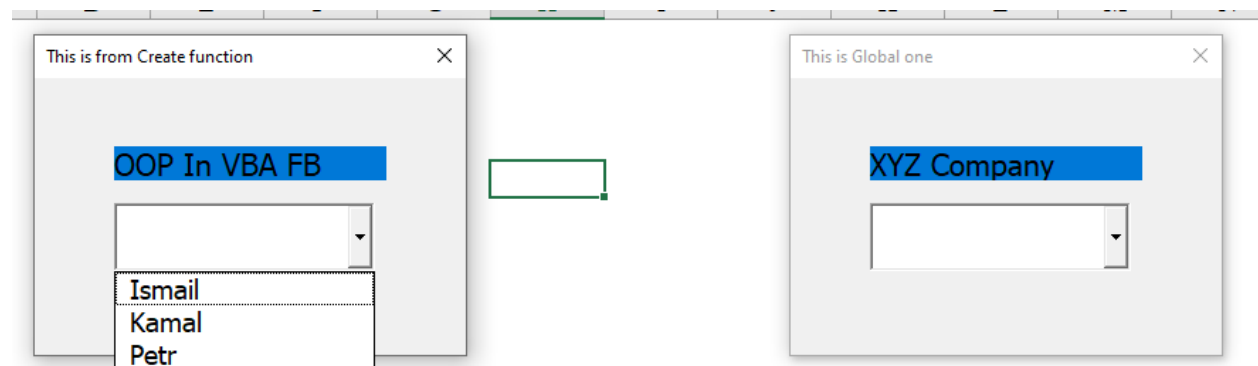 This is from Create function
This is Global one
OOP In VBA FB
XYZ Company
Ismail
Kamal
Petr